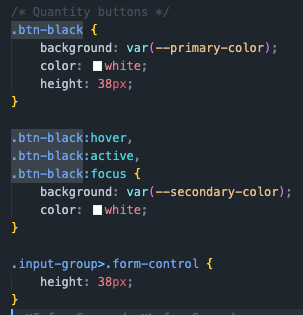 /* Quantity buttons */
.btn-black {
    background: var(--primary-color);
    color: white;
    height: 38px;
}

.btn-black:hover,
.btn-black:active,
.btn-black:focus {
    background: var(--secondary-color);
    color: white;
}

.input-group>.form-control {
    height: 38px;
}